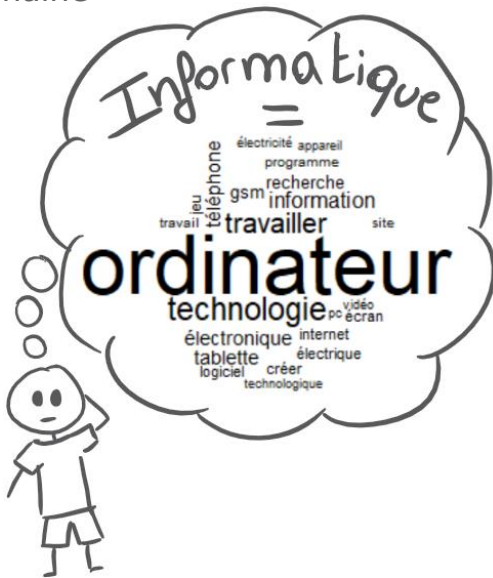 Informatique
=
électricité appareil
programme
téléphone
jeu
gsm recherche
information
travail travailler site
ordinateur
technologie pc vidéo
écran
électronique internet
tablette électrique
logiciel créer
technologique